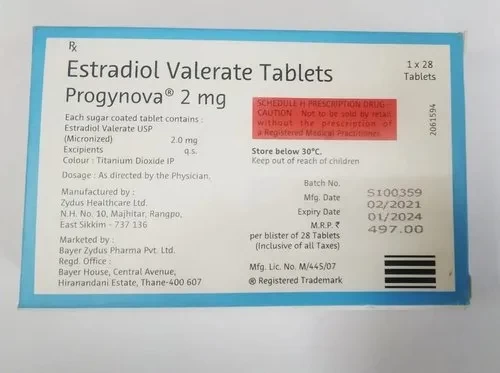 Rx
Estradiol Valerate Tablets
1 x 28
Tablets
Progynova® 2 mg
Each sugar coated tablet contains :
Estradiol Valerate USP
(Micronized) 2.0 mg
Excipients q.s.
Colour : Titanium Dioxide IP
Dosage : As directed by the Physician.
Manufactured by :
Zydus Healthcare Ltd.
N.H. No. 10, Majhitar, Rangpo,
East Sikkim - 737 136
Marketed by :
Bayer Zydus Pharma Pvt. Ltd.
Regd. Office :
Bayer House, Central Avenue,
Hiranandani Estate, Thane-400 607
SCHEDULE H PRESCRIPTION DRUG
CAUTION Not to be sold by retail
without the prescription of
a Registered Medical Practitioner.
Store below 30°C.
Keep out of reach of children
Batch No. S100359
Mfg. Date 02/2021
Expiry Date 01/2024
M.R.P. ₹ 497.00
per blister of 28 Tablets
(Inclusive of all Taxes)
Mfg. Lic. No. M/445/07
® Registered Trademark
2061594